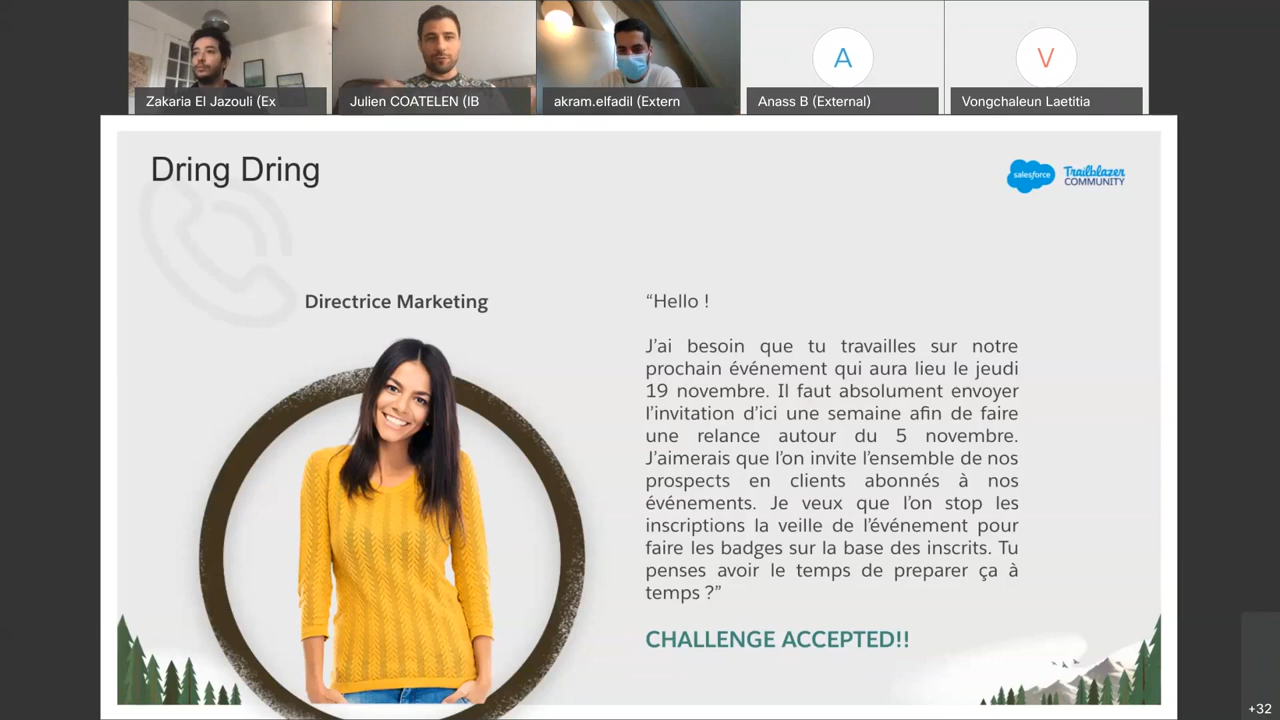 Zakaria El Jazouli (Ex
Julien COATELEN (IB
akram.elfadil (Extern
A
Anass B (External)
V
Vongchaleun Laetitia
Dring Dring
salesforce
Trailblazer
COMMUNITY
Directrice Marketing
“Hello !
J’ai besoin que tu travailles sur notre
prochain événement qui aura lieu le jeudi
19 novembre. Il faut absolument envoyer
l’invitation d’ici une semaine afin de faire
une relance autour du 5 novembre.
J’aimerais que l’on invite l’ensemble de nos
prospects en clients abonnés à nos
événements. Je veux que l’on stop les
inscriptions la veille de l’événement pour
faire les badges sur la base des inscrits. Tu
penses avoir le temps de preparer ça à
temps ?”
CHALLENGE ACCEPTED!!
+32